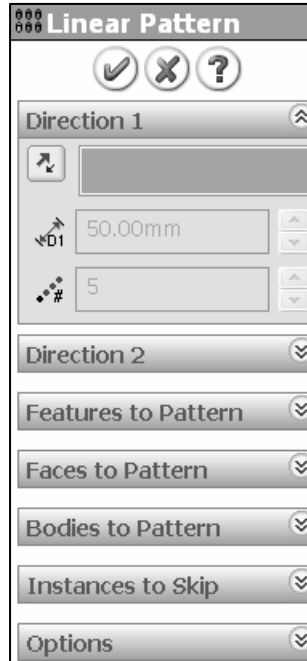 Linear Pattern
?
Direction 1
D1 50.00mm
# 5
Direction 2
Features to Pattern
Faces to Pattern
Bodies to Pattern
Instances to Skip
Options